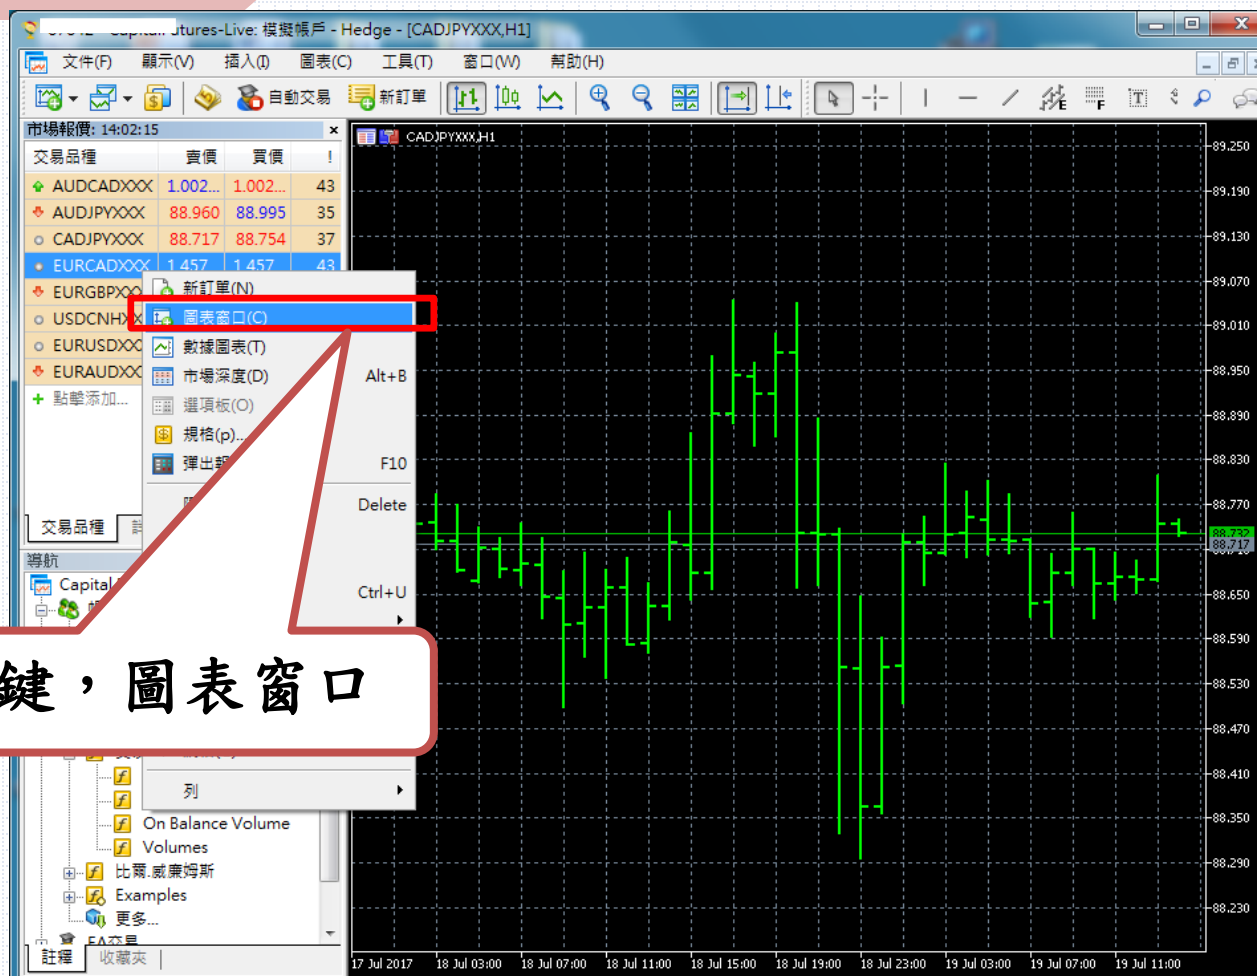 Futures-Live: 模擬帳戶 - Hedge - [CADJPYXXX,H1]
文件(F) 顯示(V) 插入(I) 圖表(C) 工具(T) 窗口(W) 幫助(H)
自動交易 新訂單
市場報價: 14:02:15
交易品種 賣價 買價 !
AUDCADXXX 1.002... 1.002... 43
AUDJPYXXX 88.960 88.995 35
CADJPYXXX 88.717 88.754 37
EURCADXXX 1.457 1.457 43
EURGBPXXX
USDCNHXX
EURUSDXXX
EURAUDXX
點擊添加...
新訂單(N)
圖表窗口(C)
數據圖表(T)
市場深度(D) Alt+B
選項板(O)
規格(p)...
彈出 F10
Delete
Ctrl+U
列
交易品種
導航
Capital
鍵，圖表窗口
On Balance Volume
Volumes
比爾.威廉姆斯
Examples
更多...
EA交易
註釋 收藏夾
CADJPYXXX,H1
89.250
89.190
89.130
89.070
89.010
88.950
88.890
88.830
88.770
88.732
88.717
88.650
88.590
88.530
88.470
88.410
88.350
88.290
88.230
17 Jul 2017 18 Jul 03:00 18 Jul 07:00 18 Jul 11:00 18 Jul 15:00 18 Jul 19:00 18 Jul 23:00 19 Jul 03:00 19 Jul 07:00 19 Jul 11:00